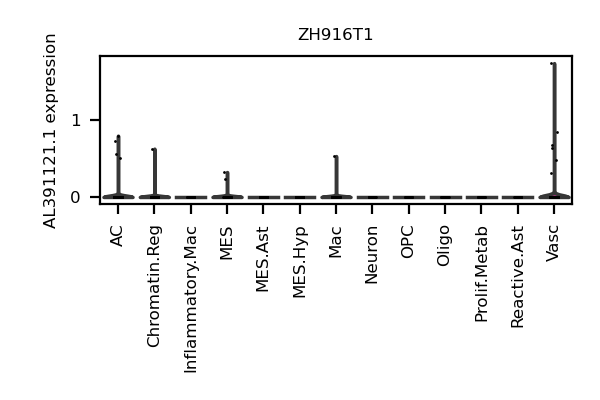 ZH916T1
AL391121.1 expression
1
0
AC
Chromatin.Reg
Inflammatory.Mac
MES
MES.Ast
MES.Hyp
Mac
Neuron
OPC
Oligo
Prolif.Metab
Reactive.Ast
Vasc